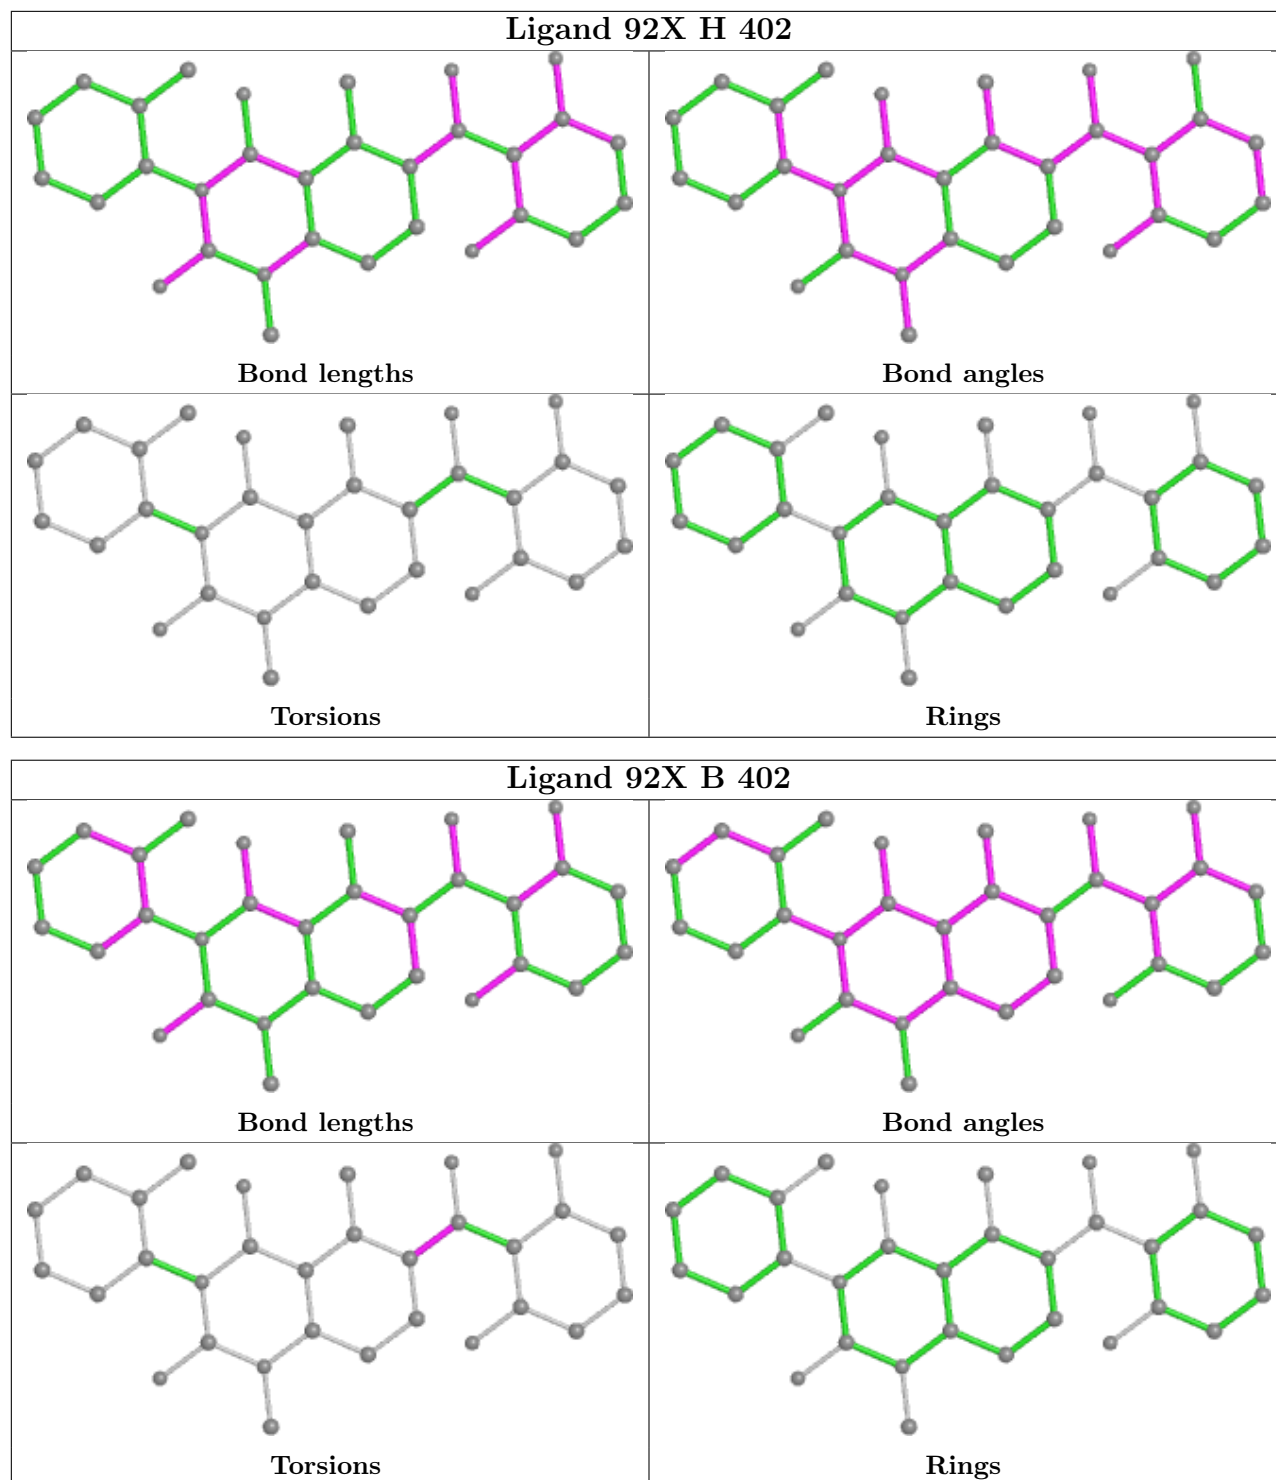 Ligand 92X H 402
Bond lengths
Bond angles
Torsions
Rings
Ligand 92X B 402
Bond lengths
Bond angles
Torsions
Rings